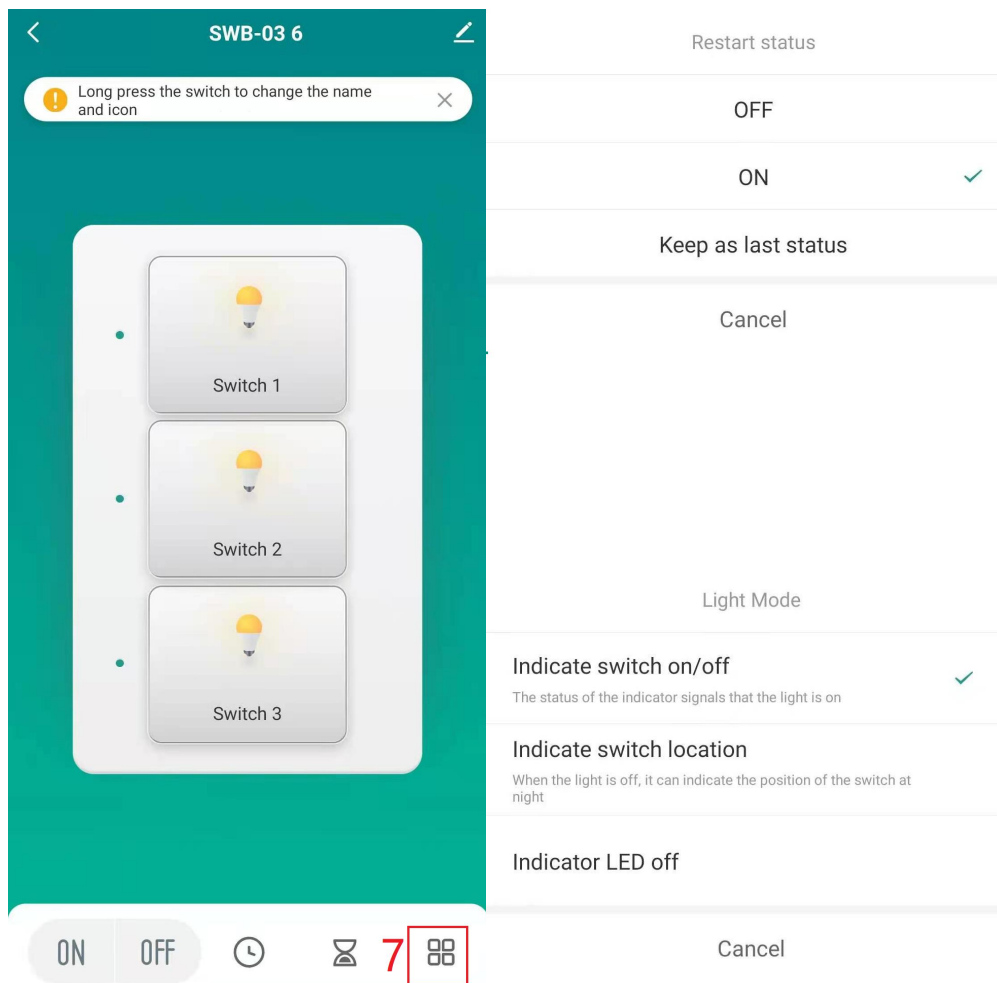 SWB-03 6
Long press the switch to change the name
and icon
Switch 1
Switch 2
Switch 3
ON
OFF
7
Restart status
OFF
ON
Keep as last status
Cancel
Light Mode
Indicate switch on/off
The status of the indicator signals that the light is on
Indicate switch location
When the light is off, it can indicate the position of the switch at
night
Indicator LED off
Cancel